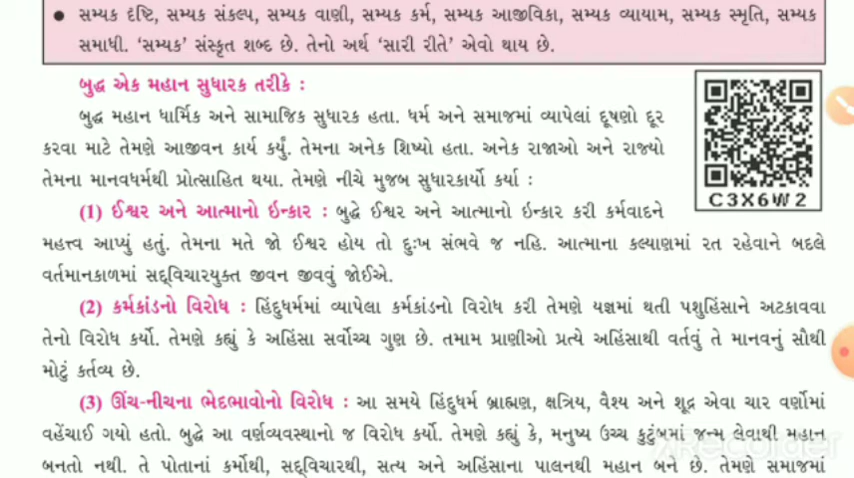 ● સમ્યક દૃષ્ટિ, સમ્યક સંકલ્પ, સમ્યક વાણી, સમ્યક કર્મ, સમ્યક આજીવિકા, સમ્યક વ્યાયામ, સમ્યક સ્મૃતિ, સમ્યક
સમાધી. ‘સમ્યક’ સંસ્કૃત શબ્દ છે. તેનો અર્થ ‘સારી રીતે’ એવો થાય છે.
બુદ્ધ એક મહાન સુધારક તરીકે :
બુદ્ધ મહાન ધાર્મિક અને સામાજિક સુધારક હતા. ધર્મ અને સમાજમાં વ્યાપેલાં દૂષણો દૂર
કરવા માટે તેમણે આજીવન કાર્ય કર્યું. તેમના અનેક શિષ્યો હતા. અનેક રાજાઓ અને રાજ્યો
તેમના માનવધર્મથી પ્રોત્સાહિત થયા. તેમણે નીચે મુજબ સુધારકાર્યો કર્યા :
C3X6W2
(1) ઈશ્વર અને આત્માનો ઇન્કાર : બુદ્ધે ઈશ્વર અને આત્માનો ઇન્કાર કરી કર્મવાદને
મહત્ત્વ આપ્યું હતું. તેમના મતે જો ઈશ્વર હોય તો દુઃખ સંભવે જ નહિ. આત્માના કલ્યાણમાં રત રહેવાને બદલે
વર્તમાનકાળમાં સદ્‌વિચારયુક્ત જીવન જીવવું જોઈએ.
(2) કર્મકાંડનો વિરોધ : હિંદુધર્મમાં વ્યાપેલા કર્મકાંડનો વિરોધ કરી તેમણે યજ્ઞમાં થતી પશુહિંસાને અટકાવવા
તેનો વિરોધ કર્યો. તેમણે કહ્યું કે અહિંસા સર્વોચ્ચ ગુણ છે. તમામ પ્રાણીઓ પ્રત્યે અહિંસાથી વર્તવું તે માનવનું સૌથી
મોટું કર્તવ્ય છે.
(3) ઊંચ-નીચના ભેદભાવોનો વિરોધ : આ સમયે હિંદુધર્મ બ્રાહ્મણ, ક્ષત્રિય, વૈશ્ય અને શૂદ્ર એવા ચાર વર્ણોમાં
વહેંચાઈ ગયો હતો. બુદ્ધે આ વર્ણવ્યવસ્થાનો જ વિરોધ કર્યો. તેમણે કહ્યું કે, મનુષ્ય ઉચ્ચ કુટુંબમાં જન્મ લેવાથી મહાન
બનતો નથી. તે પોતાનાં કર્મોથી, સદ્‌વિચારથી, સત્ય અને અહિંસાના પાલનથી મહાન બને છે. તેમણે સમાજમાં